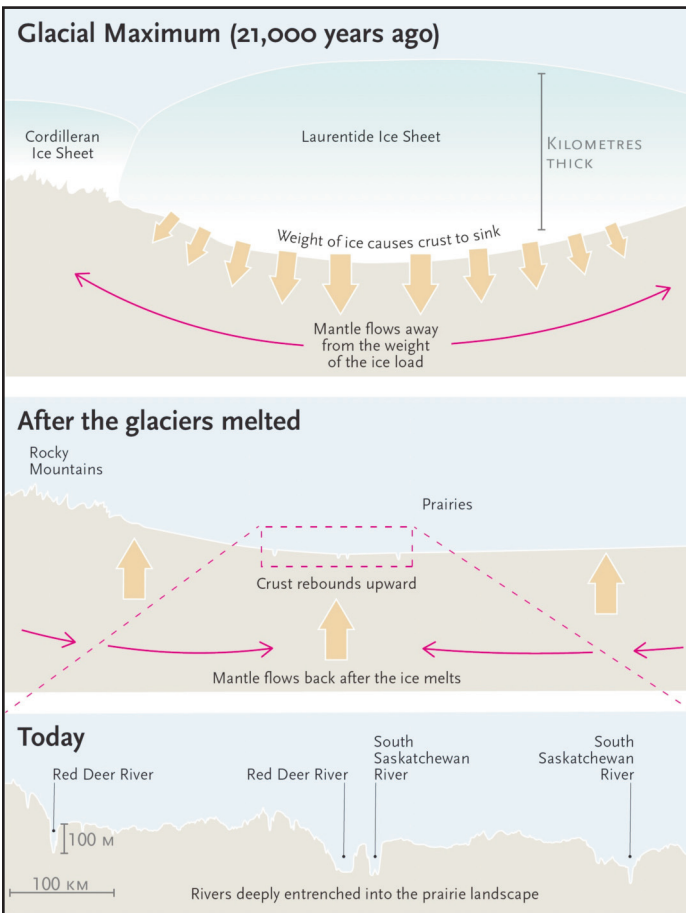 Glacial Maximum (21,000 years ago)
Cordilleran
Ice Sheet
Laurentide Ice Sheet
KILOMETRES
THICK
Weight of ice causes crust to sink
Mantle flows away
from the weight
of the ice load
After the glaciers melted
Rocky
Mountains
Prairies
Crust rebounds upward
Mantle flows back after the ice melts
Today
Red Deer River
Red Deer River
South
Saskatchewan
River
South
Saskatchewan
River
100 M
100 KM
Rivers deeply entrenched into the prairie landscape